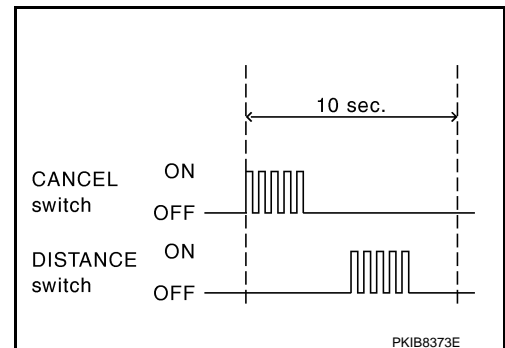 10 sec.
CANCEL
switch
ON
OFF
DISTANCE
switch
ON
OFF
PKIB8373E